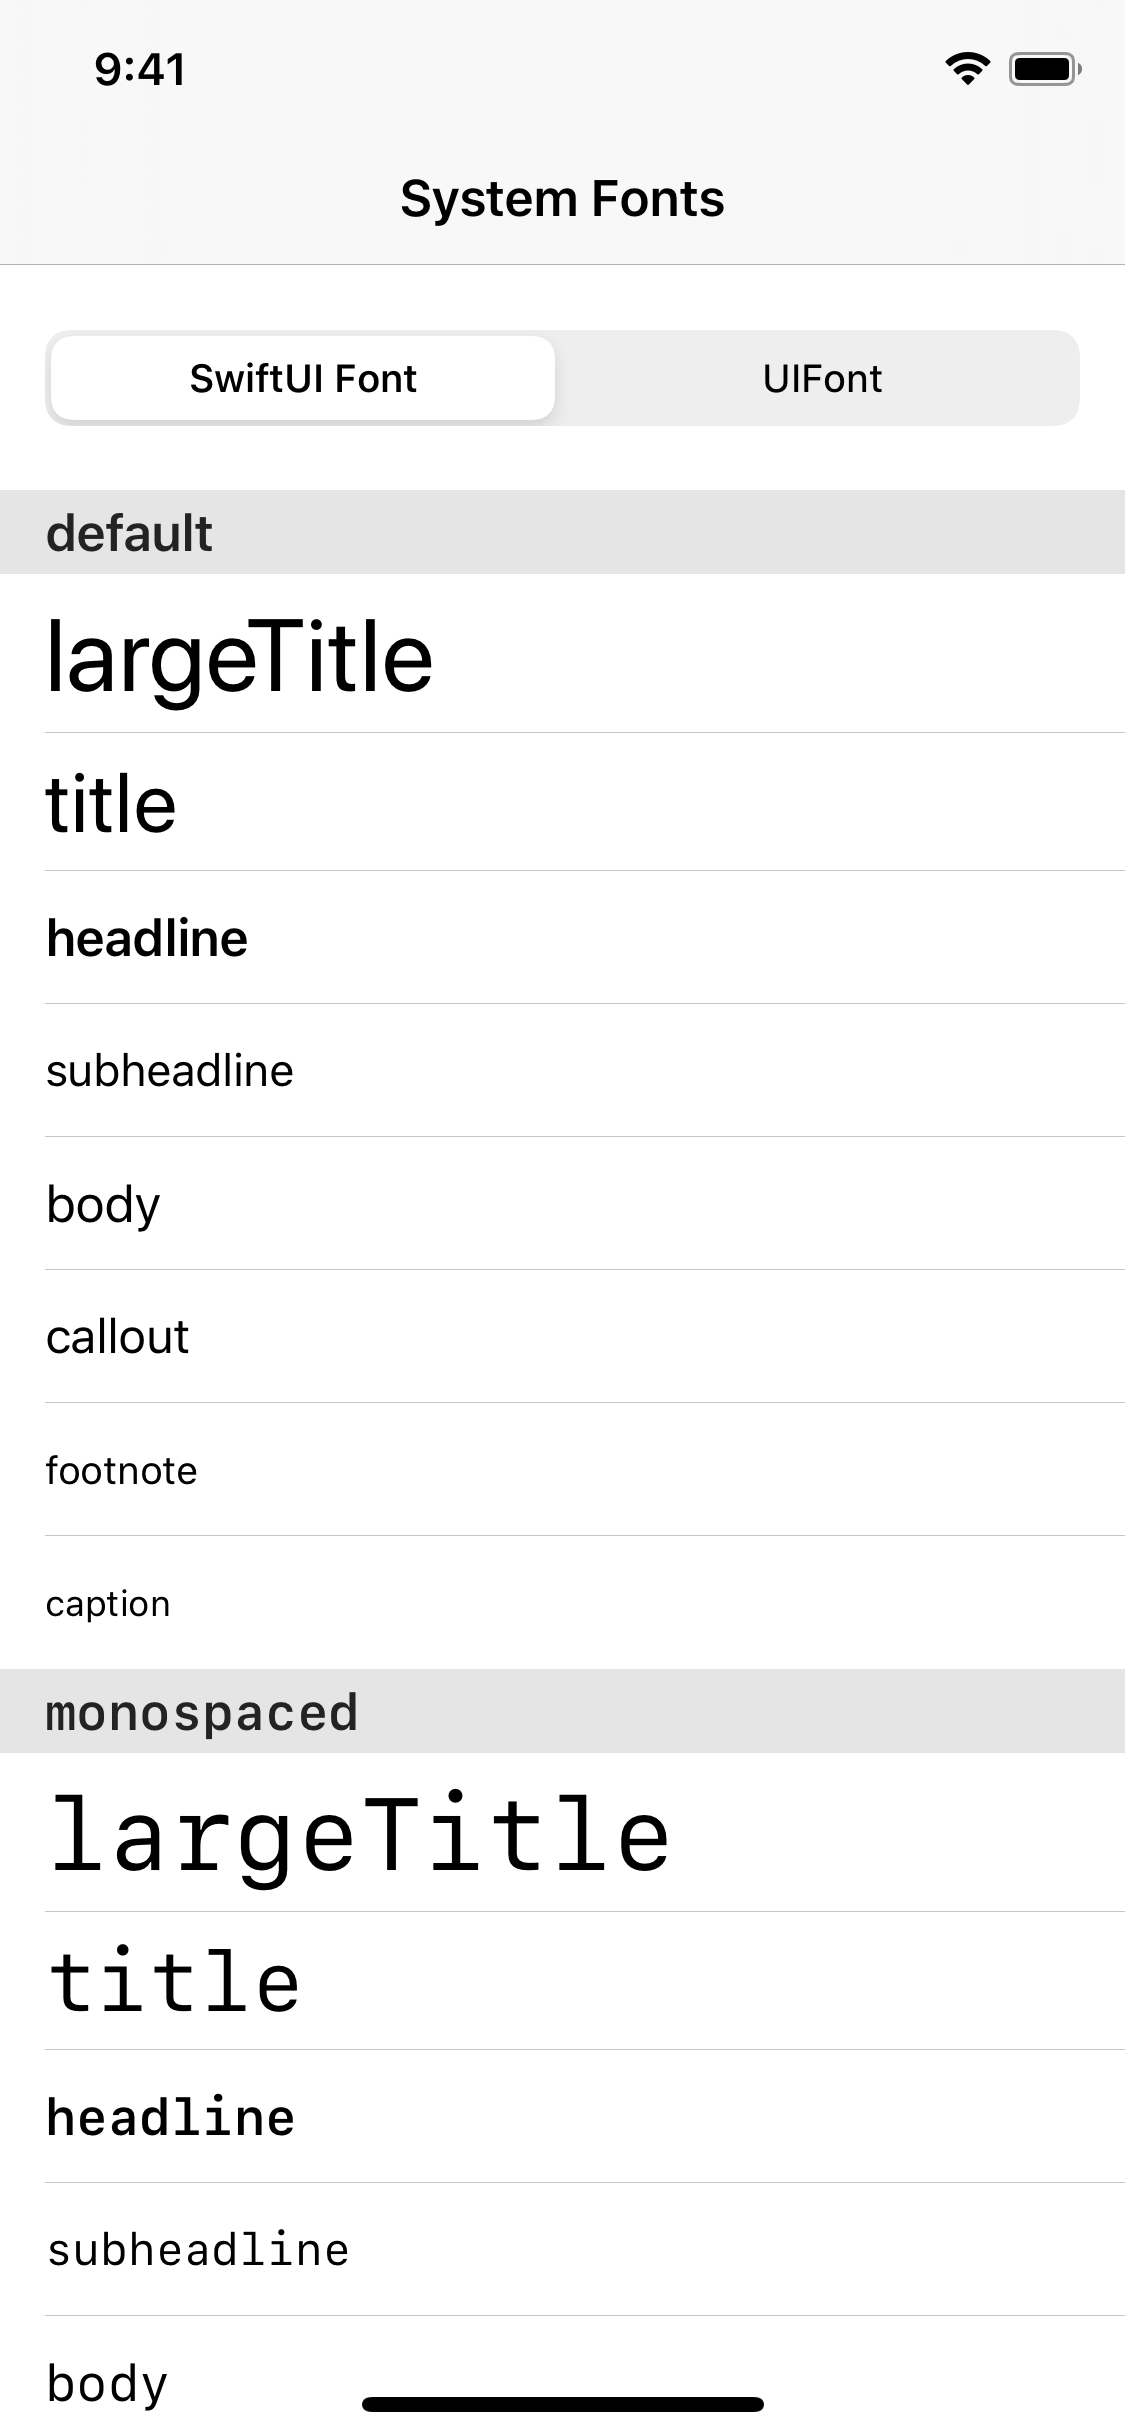 9:41
System Fonts
SwiftUI Font UIFont
default
largeTitle
title
headline
subheadline
body
callout
footnote
caption
monospaced
largeTitle
title
headline
subheadline
body